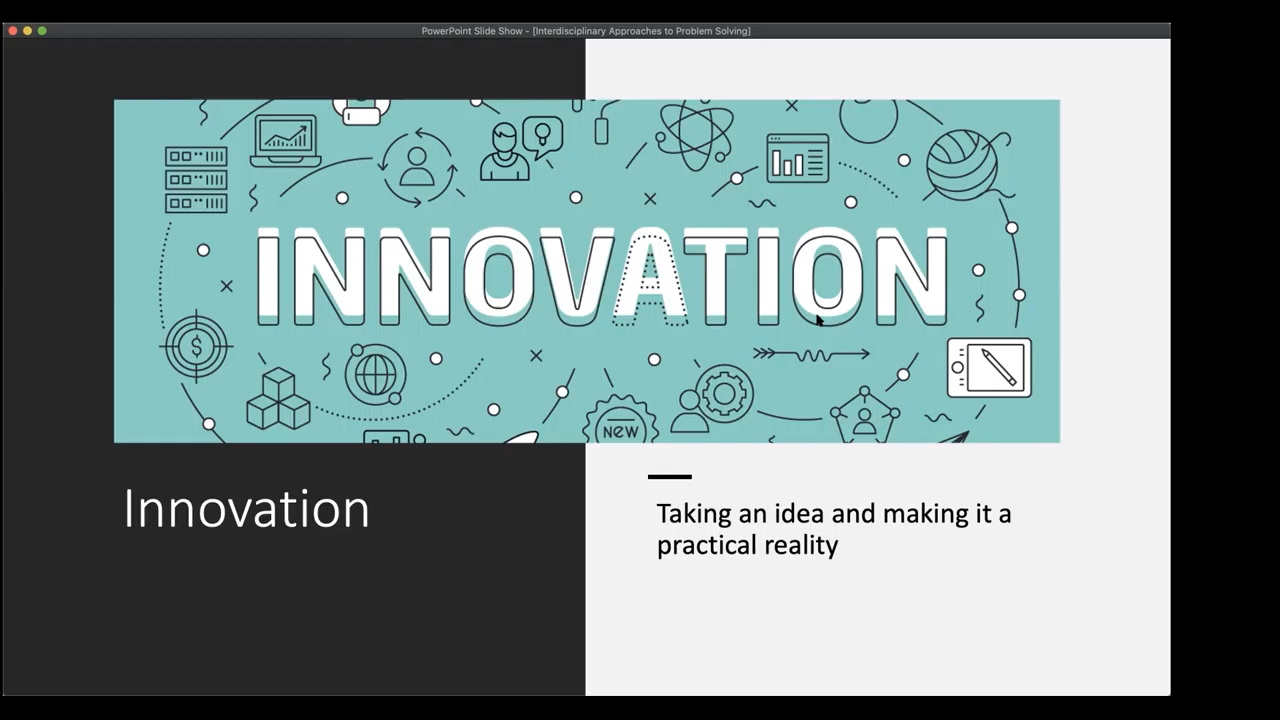 PowerPoint Slide Show - [Interdisciplinary Approaches to Problem Solving]
INNOVATION
$
NEW
Innovation
Taking an idea and making it a
practical reality